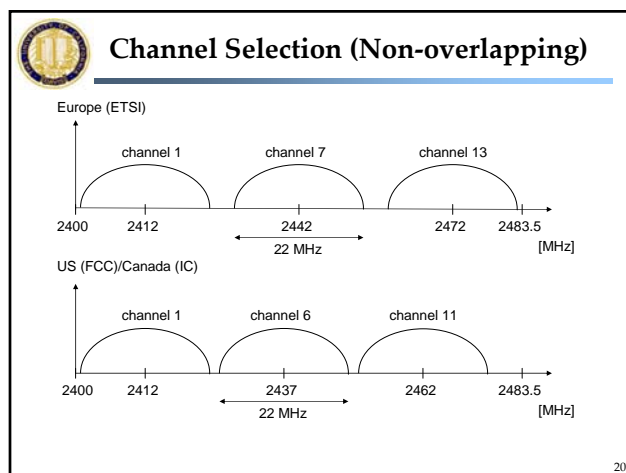 Channel Selection (Non-overlapping)
Europe (ETSI)
channel 1 channel 7 channel 13
2400 2412 2442 2472 2483.5
22 MHz [MHz]
US (FCC)/Canada (IC)
channel 1 channel 6 channel 11
2400 2412 2437 2462 2483.5
22 MHz [MHz]
20